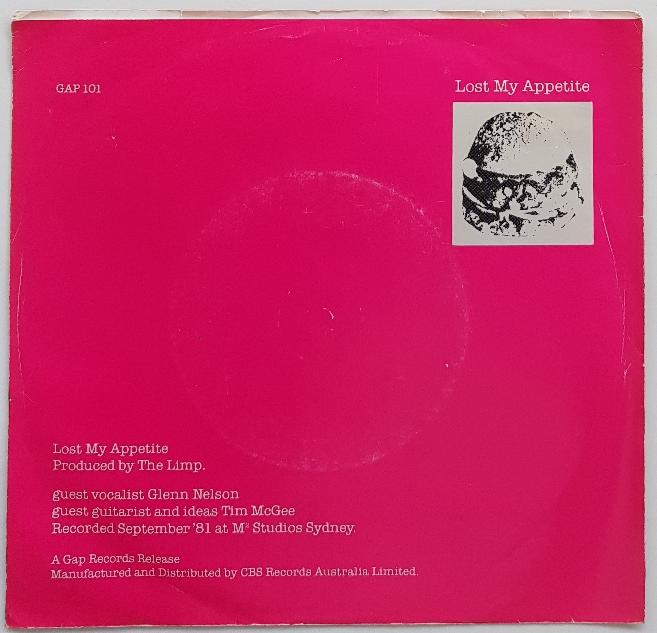 GAP 101
Lost My Appetite
Lost My Appetite
Produced by The Limp.
guest vocalist Glenn Nelson
guest guitarist and ideas Tim McGee
Recorded September '81 at M² Studios Sydney.
A Gap Records Release
Manufactured and Distributed by CBS Records Australia Limited.